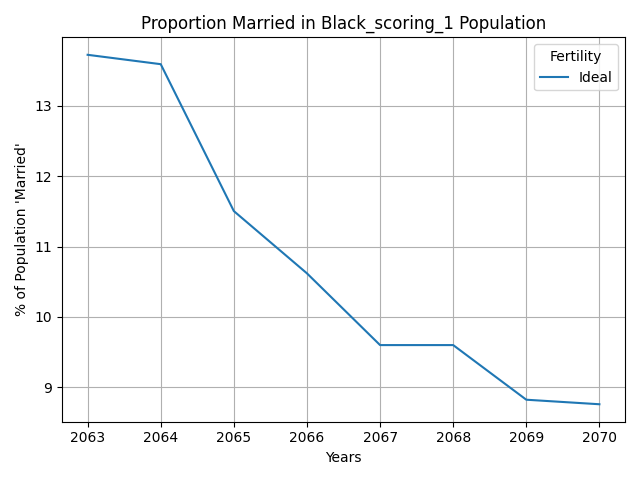 Proportion Married in Black_scoring_1 Population
Fertility
Ideal
% of Population 'Married'
13
12
11
10
9
2063 2064 2065 2066 2067 2068 2069 2070
Years